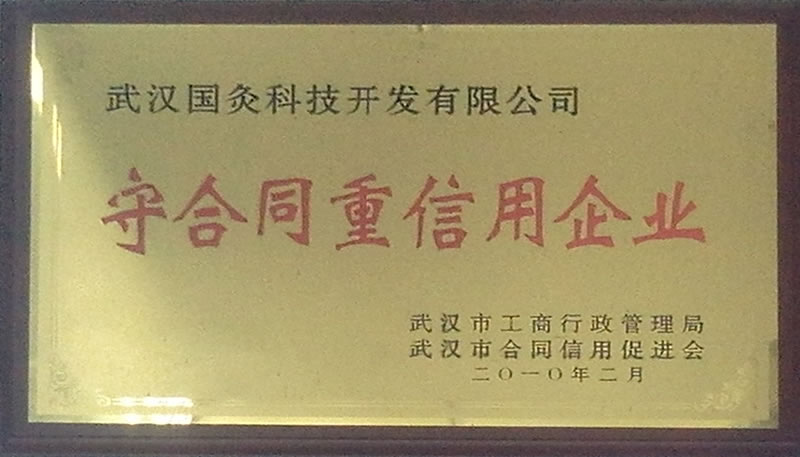 武汉国灸科技开发有限公司
守合同重信用企业
武汉市工商行政管理局
武汉市合同信用促进会
二〇一〇年二月